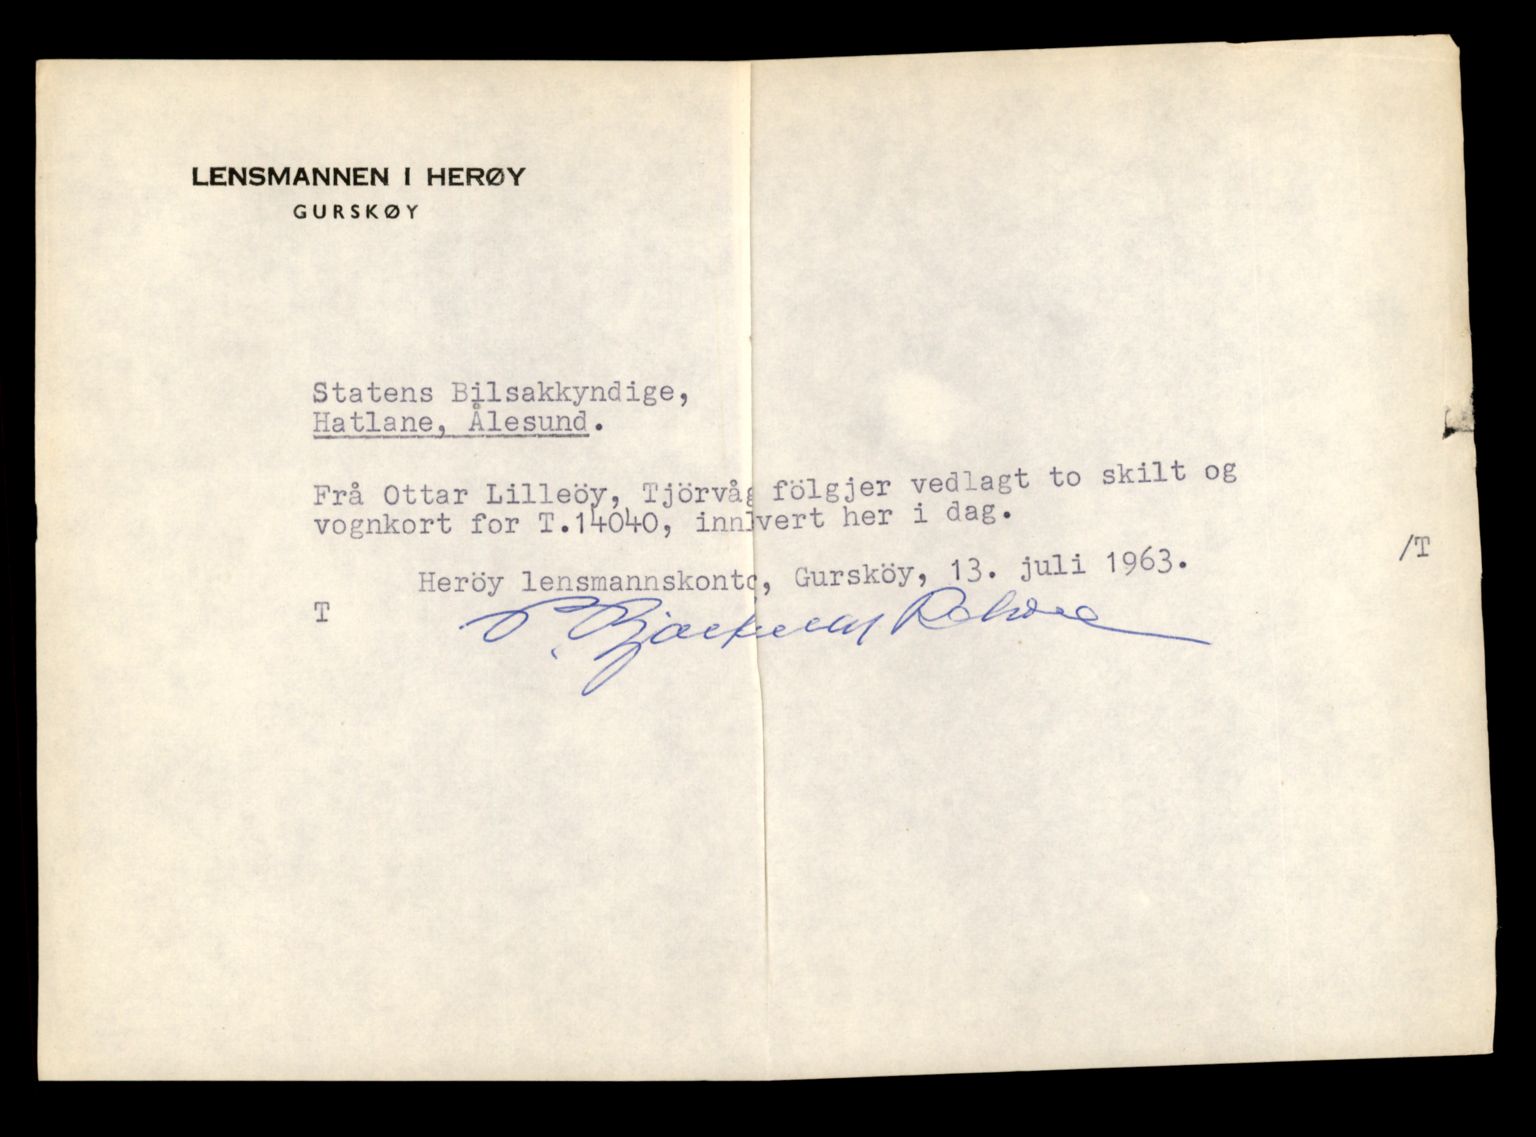 LENSMANNEN I HERØY
GURSKØY
Statens Bilsakkyndige,
Hatlane, Ålesund.
Frå Ottar Lilleöy, Tjörvåg fölgjer vedlagt to skilt og
vognkort for T.14040, innlvert her i dag.
Heröy lensmannskonto, Gursköy, 13. juli 1963.
/T
T
P.